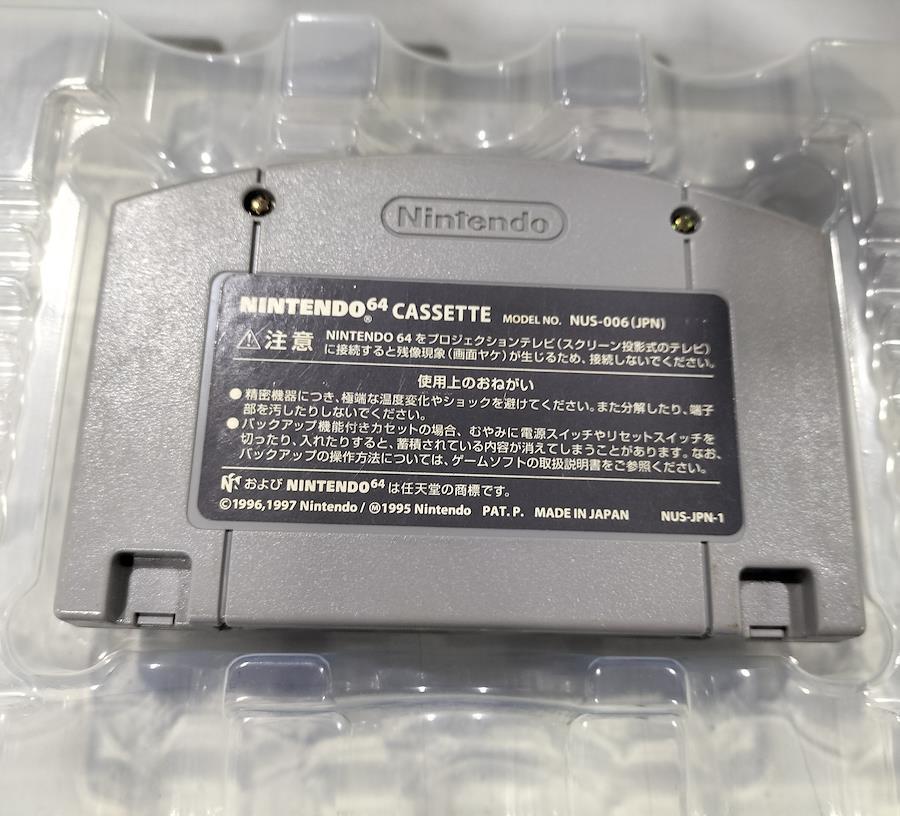 Nintendo
NINTENDO64® CASSETTE MODEL NO. NUS-006(JPN)
⚠注意 NINTENDO 64 をプロジェクションテレビ(スクリーン投影式のテレビ)
に接続すると残像現象(画面ヤケ)が生じるため、接続しないでください。
使用上のおねがい
●精密機器につき、極端な温度変化やショックを避けてください。また分解したり、端子
部を汚したりしないでください。
●バックアップ機能付きカセットの場合、むやみに電源スイッチやリセットスイッチを
切ったり、入れたりすると、蓄積されている内容が消えてしまうことがあります。なお、
バックアップの操作方法については、ゲームソフトの取扱説明書をご参照ください。
および NINTENDO64 は任天堂の商標です。
©1996,1997 Nintendo / Ⓜ1995 Nintendo PAT. P. MADE IN JAPAN NUS-JPN-1